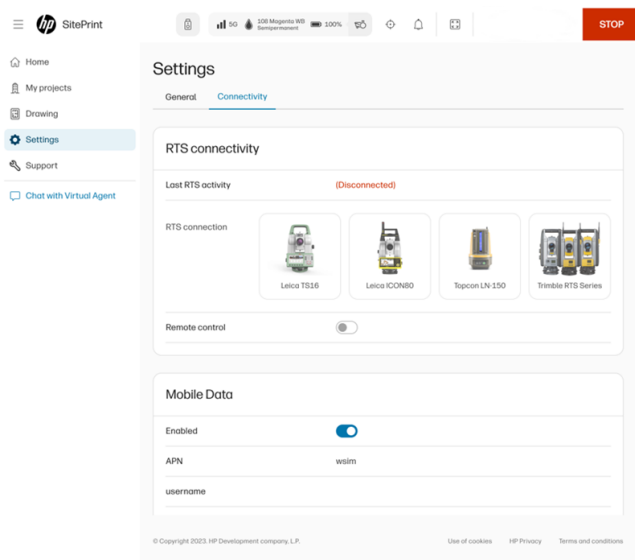 hp SitePrint
5G
108 Magenta WB
Semipermanent
100%
STOP
Home
My projects
Drawing
Settings
Support
Chat with Virtual Agent
Settings
General Connectivity
RTS connectivity
Last RTS activity (Disconnected)
RTS connection
Leica TS16 Leica iCON80 Topcon LN-150 Trimble RTS Series
Remote control
Mobile Data
Enabled
APN wsim
username
© Copyright 2023. HP Development company, L.P. Use of cookies HP Privacy Terms and conditions